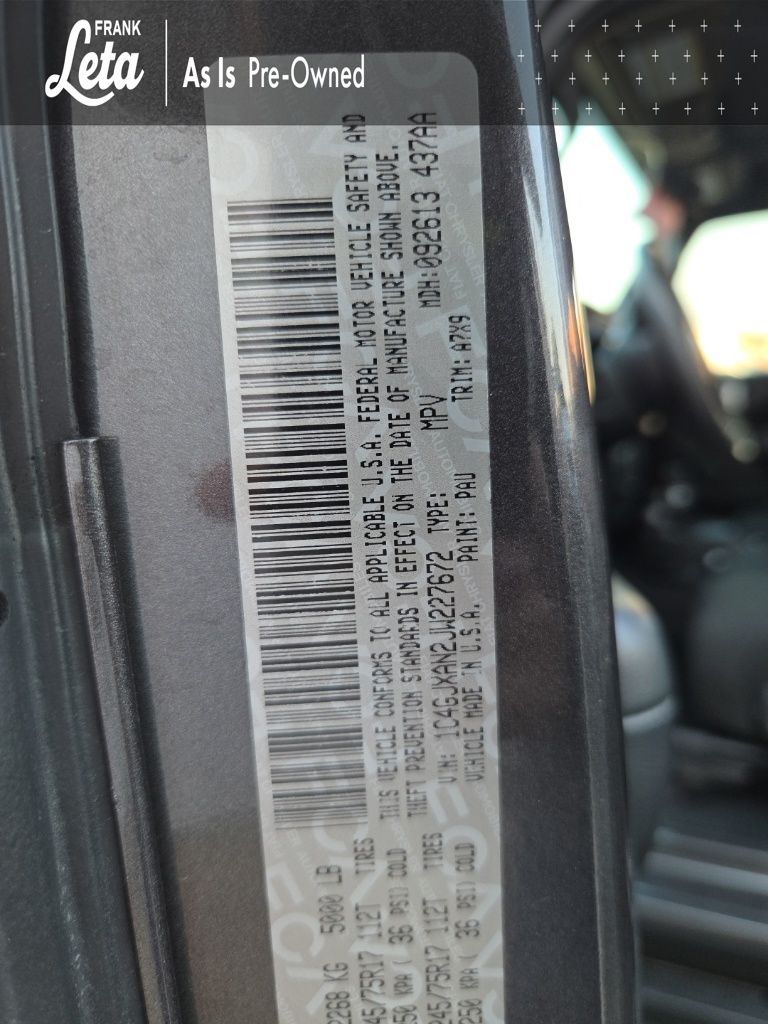 FRANK
Leta
As Is Pre-Owned
2268 KG 5000 LB
245/75R17 112T TIRES
250 KPA ( 36 PSI) COLD
THIS VEHICLE CONFORMS TO ALL APPLICABLE U.S.A. FEDERAL MOTOR VEHICLE SAFETY AND
THEFT PREVENTION STANDARDS IN EFFECT ON THE DATE OF MANUFACTURE SHOWN ABOVE.
245/75R17 112T TIRES
250 KPA ( 36 PSI) COLD
VIN: 1C4GJXAN2JW227672 TYPE: MPV MDH:092613 437AA
VEHICLE MADE IN U.S.A. PAINT: PAU TRIM: A7X9